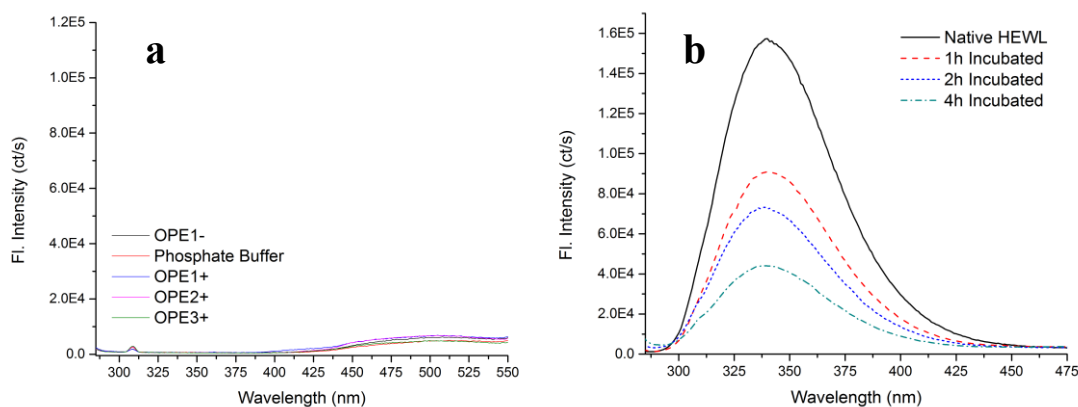 a
Fl. Intensity (ct/s)
1.2E5
1.0E5
8.0E4
6.0E4
4.0E4
2.0E4
0.0
OPE1-
Phosphate Buffer
OPE1+
OPE2+
OPE3+
300 325 350 375 400 425 450 475 500 525 550
Wavelength (nm)
b
Fl. Intensity (ct/s)
1.6E5
1.4E5
1.2E5
1.0E5
8.0E4
6.0E4
4.0E4
2.0E4
0.0
Native HEWL
1h Incubated
2h Incubated
4h Incubated
300 325 350 375 400 425 450 475
Wavelength (nm)